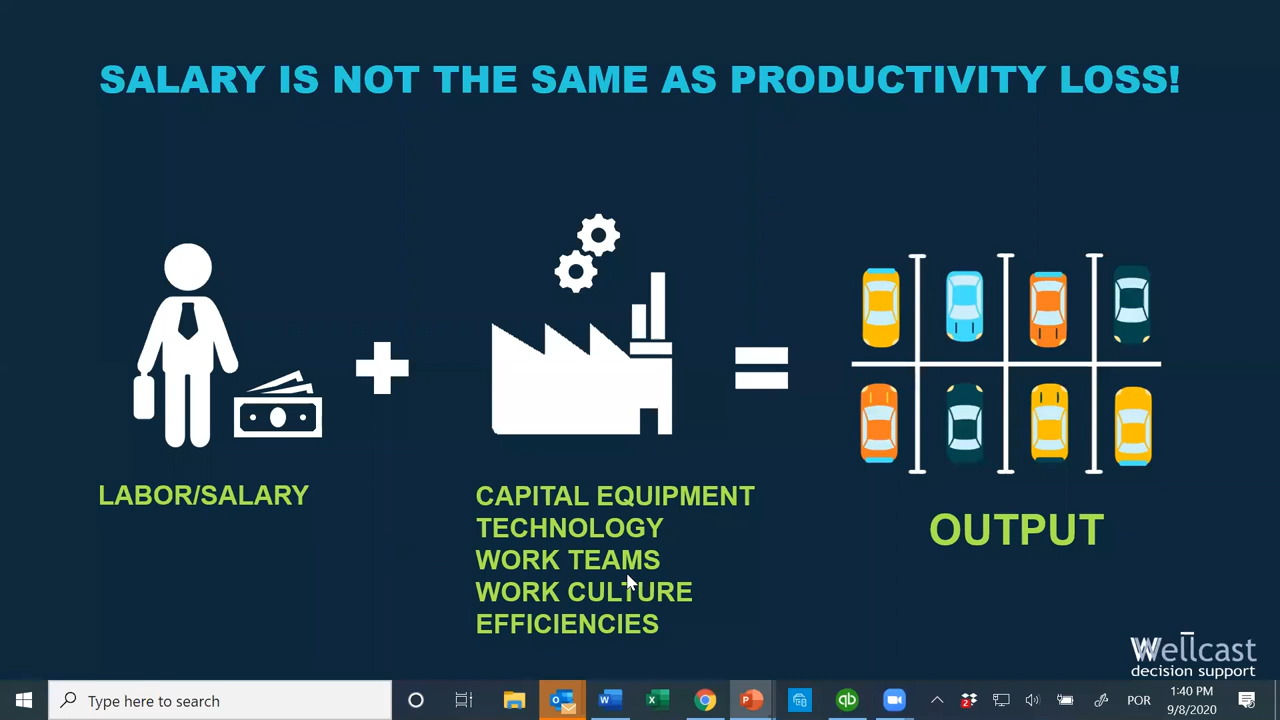 SALARY IS NOT THE SAME AS PRODUCTIVITY LOSS!
LABOR/SALARY
CAPITAL EQUIPMENT
TECHNOLOGY
WORK TEAMS
WORK CULTURE
EFFICIENCIES
OUTPUT
Wellcast
decision support
Type here to search
POR
1:40 PM
9/8/2020